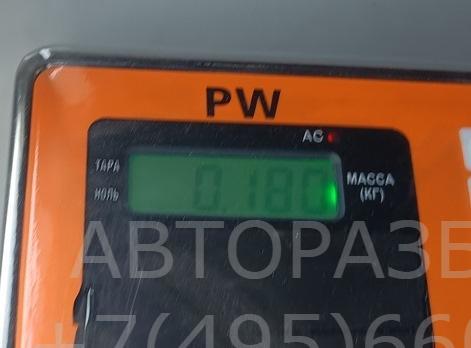 PW
AC
ТАРА
НОЛЬ
0.180
МАССА
(КГ)
АВТОРАЗБ
+7(495)66